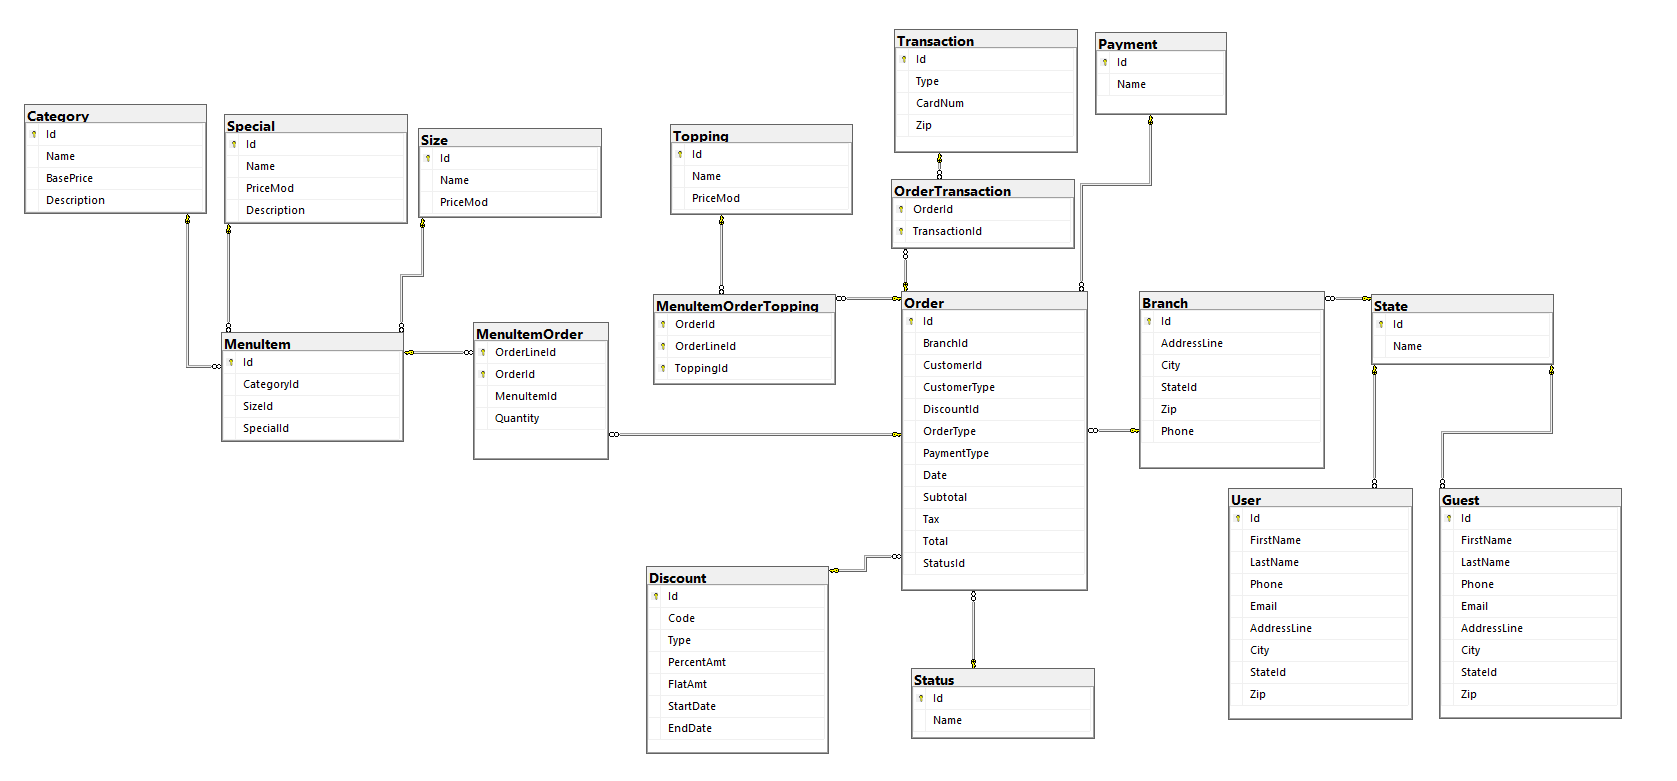 Category
Id
Name
BasePrice
Description
Special
Id
Name
PriceMod
Description
Size
Id
Name
PriceMod
Topping
Id
Name
PriceMod
Transaction
Id
Type
CardNum
Zip
Payment
Id
Name
OrderTransaction
OrderId
TransactionId
MenuItem
Id
CategoryId
SizeId
SpecialId
MenuItemOrder
OrderLineId
OrderId
MenuItemId
Quantity
MenuItemOrderTopping
OrderId
OrderLineId
ToppingId
Order
Id
BranchId
CustomerId
CustomerType
DiscountId
OrderType
PaymentType
Date
Subtotal
Tax
Total
StatusId
Branch
Id
AddressLine
City
StateId
Zip
Phone
State
Id
Name
User
Id
FirstName
LastName
Phone
Email
AddressLine
City
StateId
Zip
Guest
Id
FirstName
LastName
Phone
Email
AddressLine
City
StateId
Zip
Discount
Id
Code
Type
PercentAmt
FlatAmt
StartDate
EndDate
Status
Id
Name